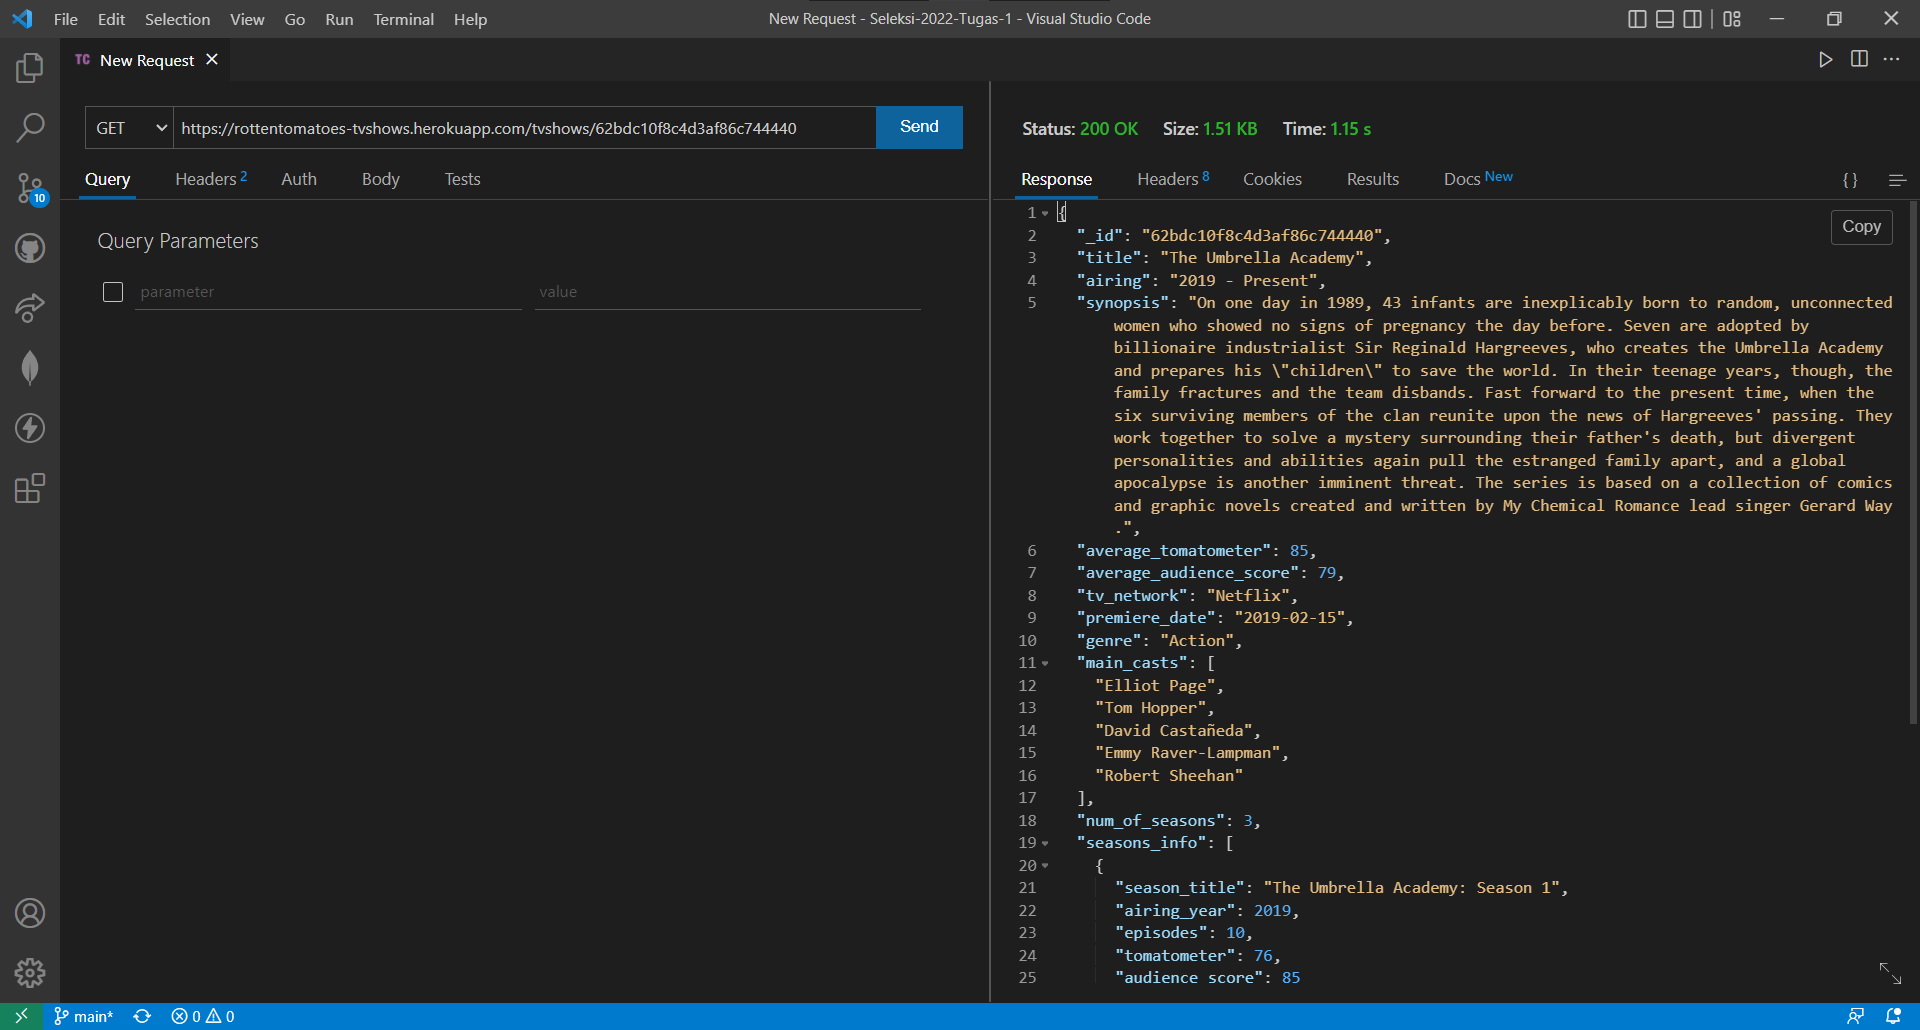 File Edit Selection View Go Run Terminal Help
New Request - Seleksi-2022-Tugas-1 - Visual Studio Code
TC New Request
GET
https://rottentomatoes-tvshows.herokuapp.com/tvshows/62bdc10f8c4d3af86c744440
Send
Query Headers 2 Auth Body Tests
Query Parameters
parameter value
10
Status: 200 OK Size: 1.51 KB Time: 1.15 s
Response Headers 8 Cookies Results Docs New
{}
Copy
1 {
2 "_id": "62bdc10f8c4d3af86c744440",
3 "title": "The Umbrella Academy",
4 "airing": "2019 - Present",
5 "synopsis": "On one day in 1989, 43 infants are inexplicably born to random, unconnected
women who showed no signs of pregnancy the day before. Seven are adopted by
billionaire industrialist Sir Reginald Hargreeves, who creates the Umbrella Academy
and prepares his \"children\" to save the world. In their teenage years, though, the
family fractures and the team disbands. Fast forward to the present time, when the
six surviving members of the clan reunite upon the news of Hargreeves' passing. They
work together to solve a mystery surrounding their father's death, but divergent
personalities and abilities again pull the estranged family apart, and a global
apocalypse is another imminent threat. The series is based on a collection of comics
and graphic novels created and written by My Chemical Romance lead singer Gerard Way
.",
6 "average_tomatometer": 85,
7 "average_audience_score": 79,
8 "tv_network": "Netflix",
9 "premiere_date": "2019-02-15",
10 "genre": "Action",
11 "main_casts": [
12 "Elliot Page",
13 "Tom Hopper",
14 "David Castañeda",
15 "Emmy Raver-Lampman",
16 "Robert Sheehan"
17 ],
18 "num_of_seasons": 3,
19 "seasons_info": [
20 {
21 "season_title": "The Umbrella Academy: Season 1",
22 "airing_year": 2019,
23 "episodes": 10,
24 "tomatometer": 76,
25 "audience score": 85
main* 0 0